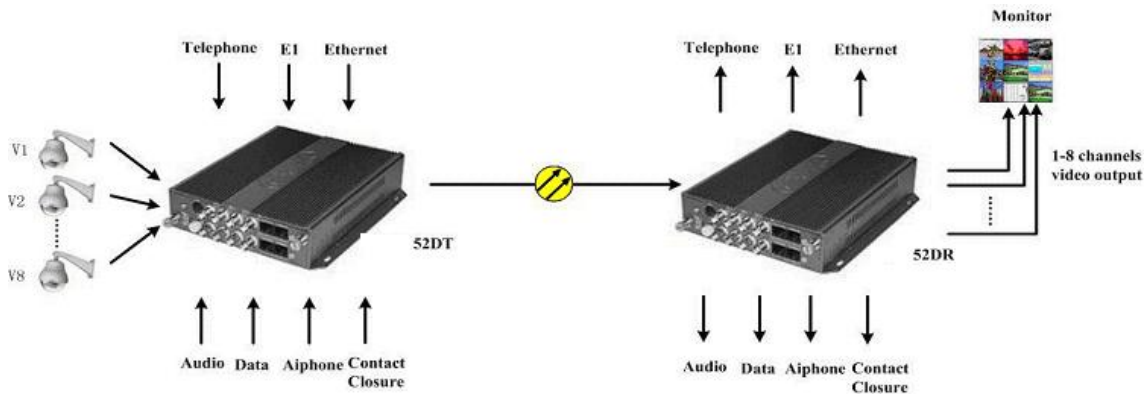 Monitor
Telephone
E1
Ethernet
Telephone
E1
Ethernet
V1
V2
V8
1-8 channels
video output
52DT
52DR
Audio
Data
Aiphone
Contact
Closure
Audio
Data
Aiphone
Contact
Closure